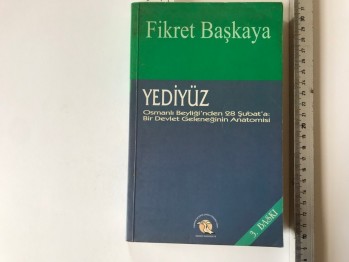 Fikret Başkaya
YEDİYÜZ
Osmanlı Beyliği'nden 28 Şubat'a:
Bir Devlet Geleneğinin Anatomisi
3. BASKI